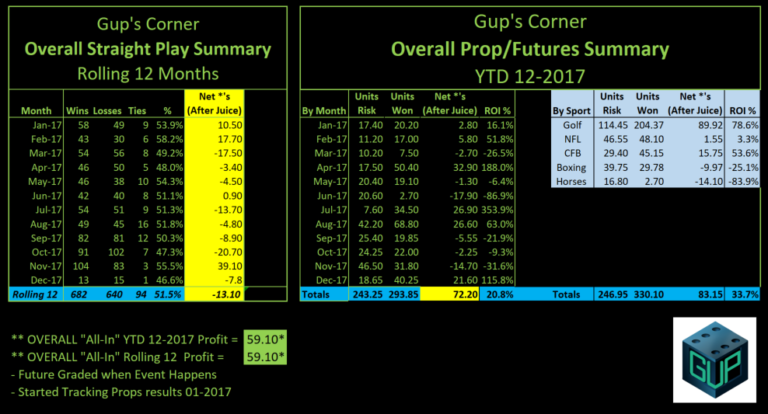 Gup's Corner
Overall Straight Play Summary
Rolling 12 Months
Net *'s
Month Wins Losses Ties % (After Juice)
Jan-17 58 49 9 53.9% 10.50
Feb-17 43 30 6 58.2% 17.70
Mar-17 54 56 8 49.2% -17.50
Apr-17 46 50 5 48.0% -3.40
May-17 46 38 10 54.3% -4.50
Jun-17 42 40 8 51.1% 0.90
Jul-17 54 51 9 51.3% -13.70
Aug-17 49 45 16 51.8% -4.80
Sep-17 82 81 12 50.3% -8.90
Oct-17 91 102 7 47.3% -20.70
Nov-17 104 83 3 55.5% 39.10
Dec-17 13 15 1 46.6% -7.8
Rolling 12 682 640 94 51.5% -13.10
Gup's Corner
Overall Prop/Futures Summary
YTD 12-2017
Units Units Net *'s
By Month Risk Won (After Juice) ROI %
Jan-17 17.40 20.20 2.80 16.1%
Feb-17 11.20 17.00 5.80 51.8%
Mar-17 10.20 7.50 -2.70 -26.5%
Apr-17 17.50 50.40 32.90 188.0%
May-17 20.40 19.10 -1.30 -6.4%
Jun-17 20.60 2.70 -17.90 -86.9%
Jul-17 7.60 34.50 26.90 353.9%
Aug-17 42.20 68.80 26.60 63.0%
Sep-17 25.40 19.85 -5.55 -21.9%
Oct-17 24.25 22.00 -2.25 -9.3%
Nov-17 46.50 31.80 -14.70 -31.6%
Dec-17 18.65 40.25 21.60 115.8%
Totals 243.25 293.85 72.20 20.8%
Units Units Net *'s
By Sport Risk Won (After Juice) ROI %
Golf 114.45 204.37 89.92 78.6%
NFL 46.55 48.10 1.55 3.3%
CFB 29.40 45.15 15.75 53.6%
Boxing 39.75 29.78 -9.97 -25.1%
Horses 16.80 2.70 -14.10 -83.9%
Totals 246.95 330.10 83.15 33.7%
** OVERALL "All-In" YTD 12-2017 Profit = 59.10*
** OVERALL "All-In" Rolling 12 Profit = 59.10*
- Future Graded when Event Happens
- Started Tracking Props results 01-2017
GUP